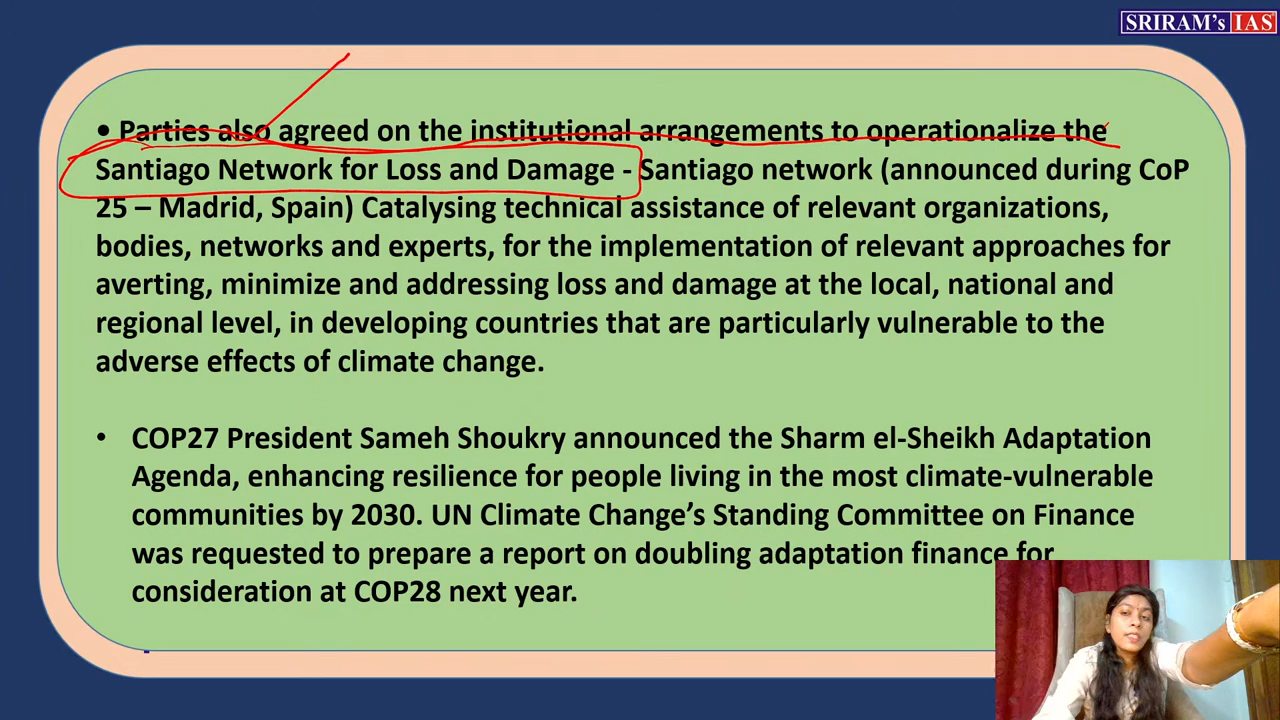 SRIRAM's IAS
• Parties also agreed on the institutional arrangements to operationalize the
Santiago Network for Loss and Damage - Santiago network (announced during CoP
25 – Madrid, Spain) Catalysing technical assistance of relevant organizations,
bodies, networks and experts, for the implementation of relevant approaches for
averting, minimize and addressing loss and damage at the local, national and
regional level, in developing countries that are particularly vulnerable to the
adverse effects of climate change.
• COP27 President Sameh Shoukry announced the Sharm el-Sheikh Adaptation
Agenda, enhancing resilience for people living in the most climate-vulnerable
communities by 2030. UN Climate Change’s Standing Committee on Finance
was requested to prepare a report on doubling adaptation finance for
consideration at COP28 next year.